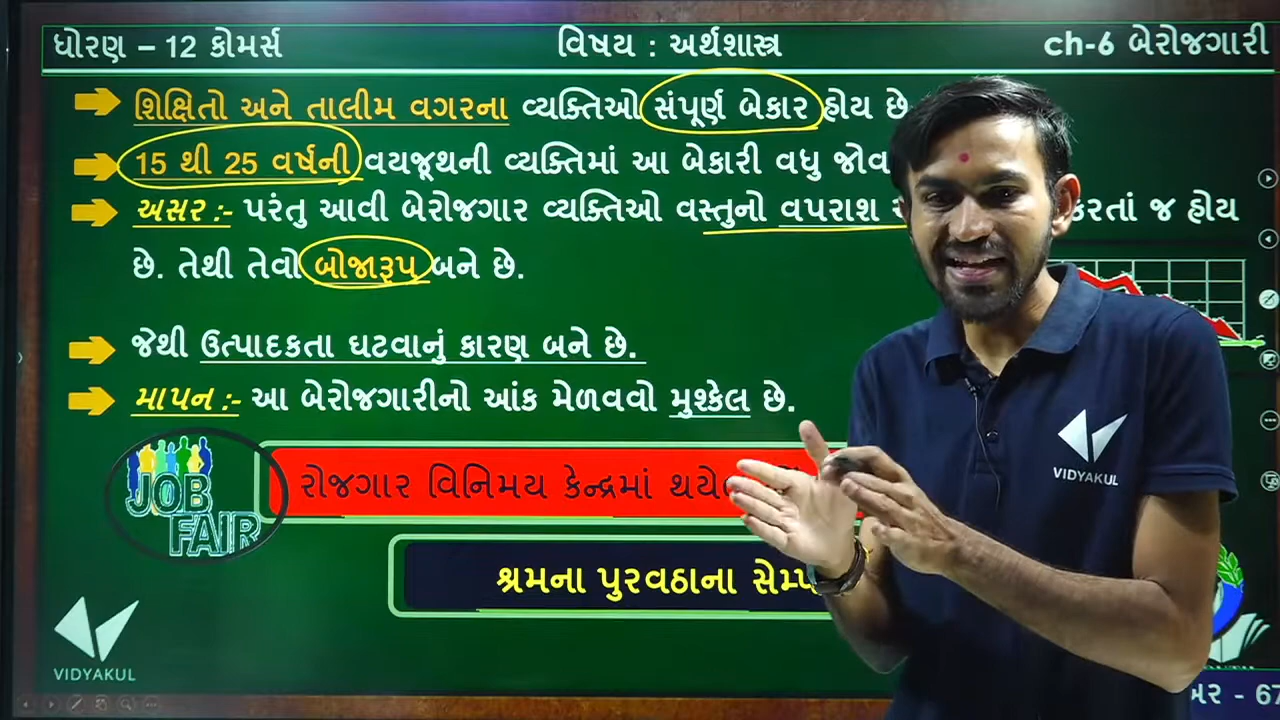 ધોરણ – 12 કોમર્સ
વિષય : અર્થશાસ્ત્ર
ch-6 બેરોજગારી
શિક્ષિતો અને તાલીમ વગરના વ્યક્તિઓ સંપૂર્ણ બેકાર હોય છે
15 થી 25 વર્ષની વયજૂથની વ્યક્તિમાં આ બેકારી વધુ
અસર :- પરંતુ આવી બેરોજગાર વ્યક્તિઓ વસ્તુનો વપરાશ કરતાં જ હોય
છે. તેથી તેવો બોજારૂપ બને છે.
જેથી ઉત્પાદકતા ઘટવાનું કારણ બને છે.
માપન :- આ બેરોજગારીનો આંક મેળવવો મુશ્કેલ છે.
JOB
FAIR
રોજગાર વિનિમય કેન્દ્રમાં
શ્રમના પુરવઠાના
VIDYAKUL
VIDYAKUL